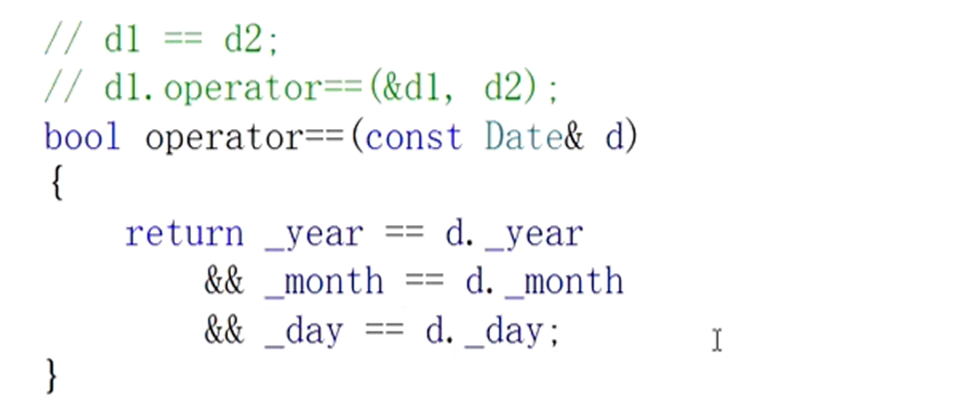 // d1 == d2;
// d1.operator==(&d1, d2);
bool operator==(const Date& d)
{
return _year == d._year
&& _month == d._month
&& _day == d._day;
}